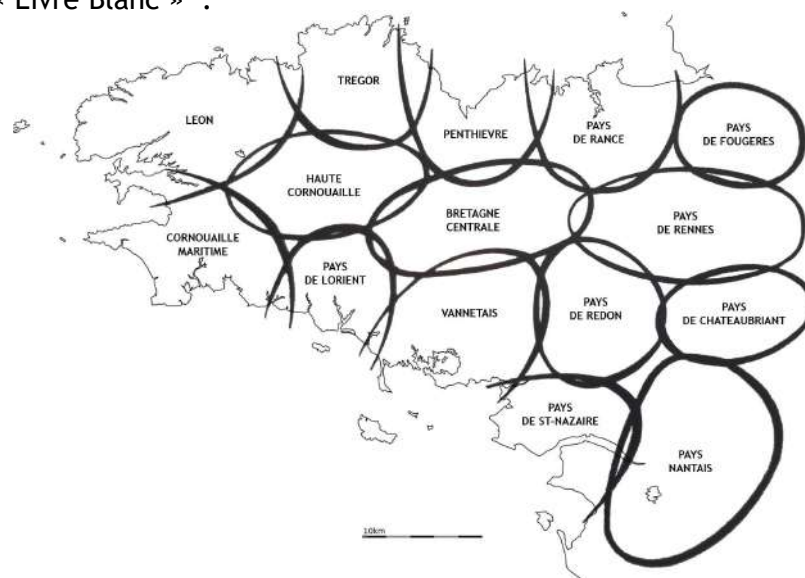 « Livre Blanc » :
TREGOR
LEON
PENTHIEVRE
PAYS
DE RANCE
PAYS
DE FOUGERES
HAUTE
CORNOUAILLE
BRETAGNE
CENTRALE
PAYS
DE RENNES
CORNOUAILLE
MARITIME
PAYS
DE LORIENT
VANNETAIS
PAYS
DE REDON
PAYS
DE CHATEAUBRIANT
PAYS
DE ST-NAZAIRE
PAYS
NANTAIS
10km